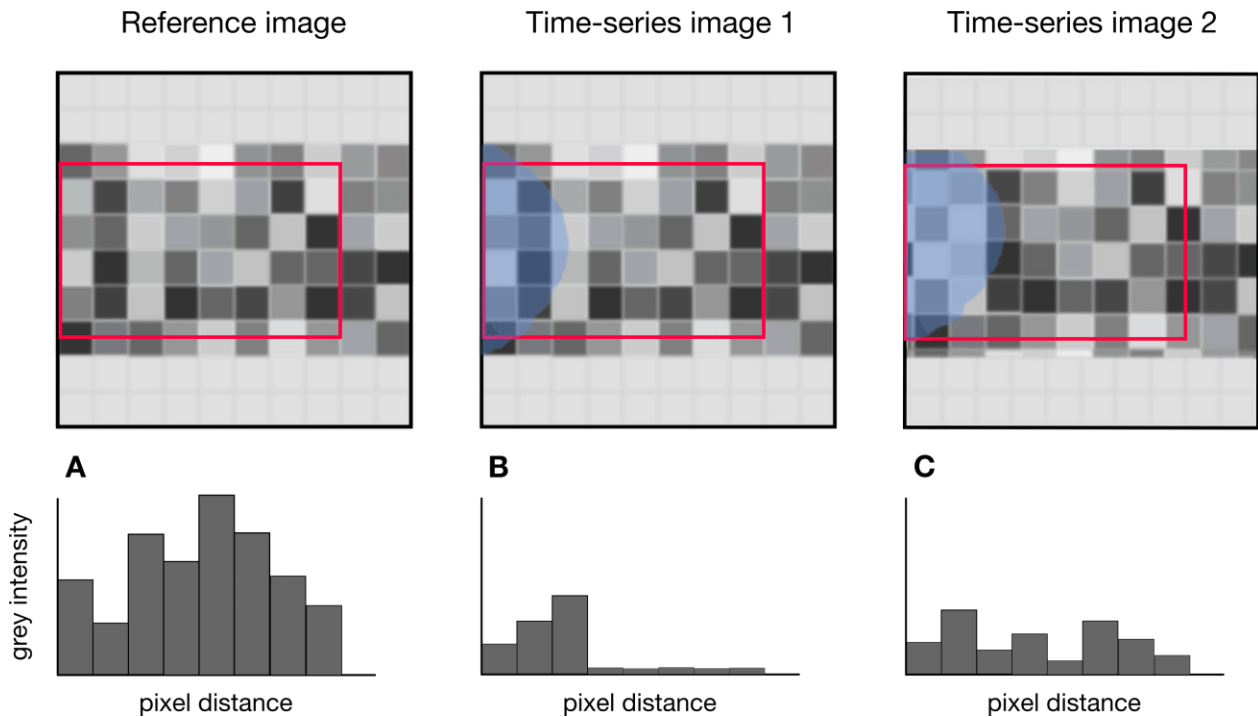 Reference image
Time-series image 1
Time-series image 2
A
B
C
grey intensity
pixel distance
pixel distance
pixel distance